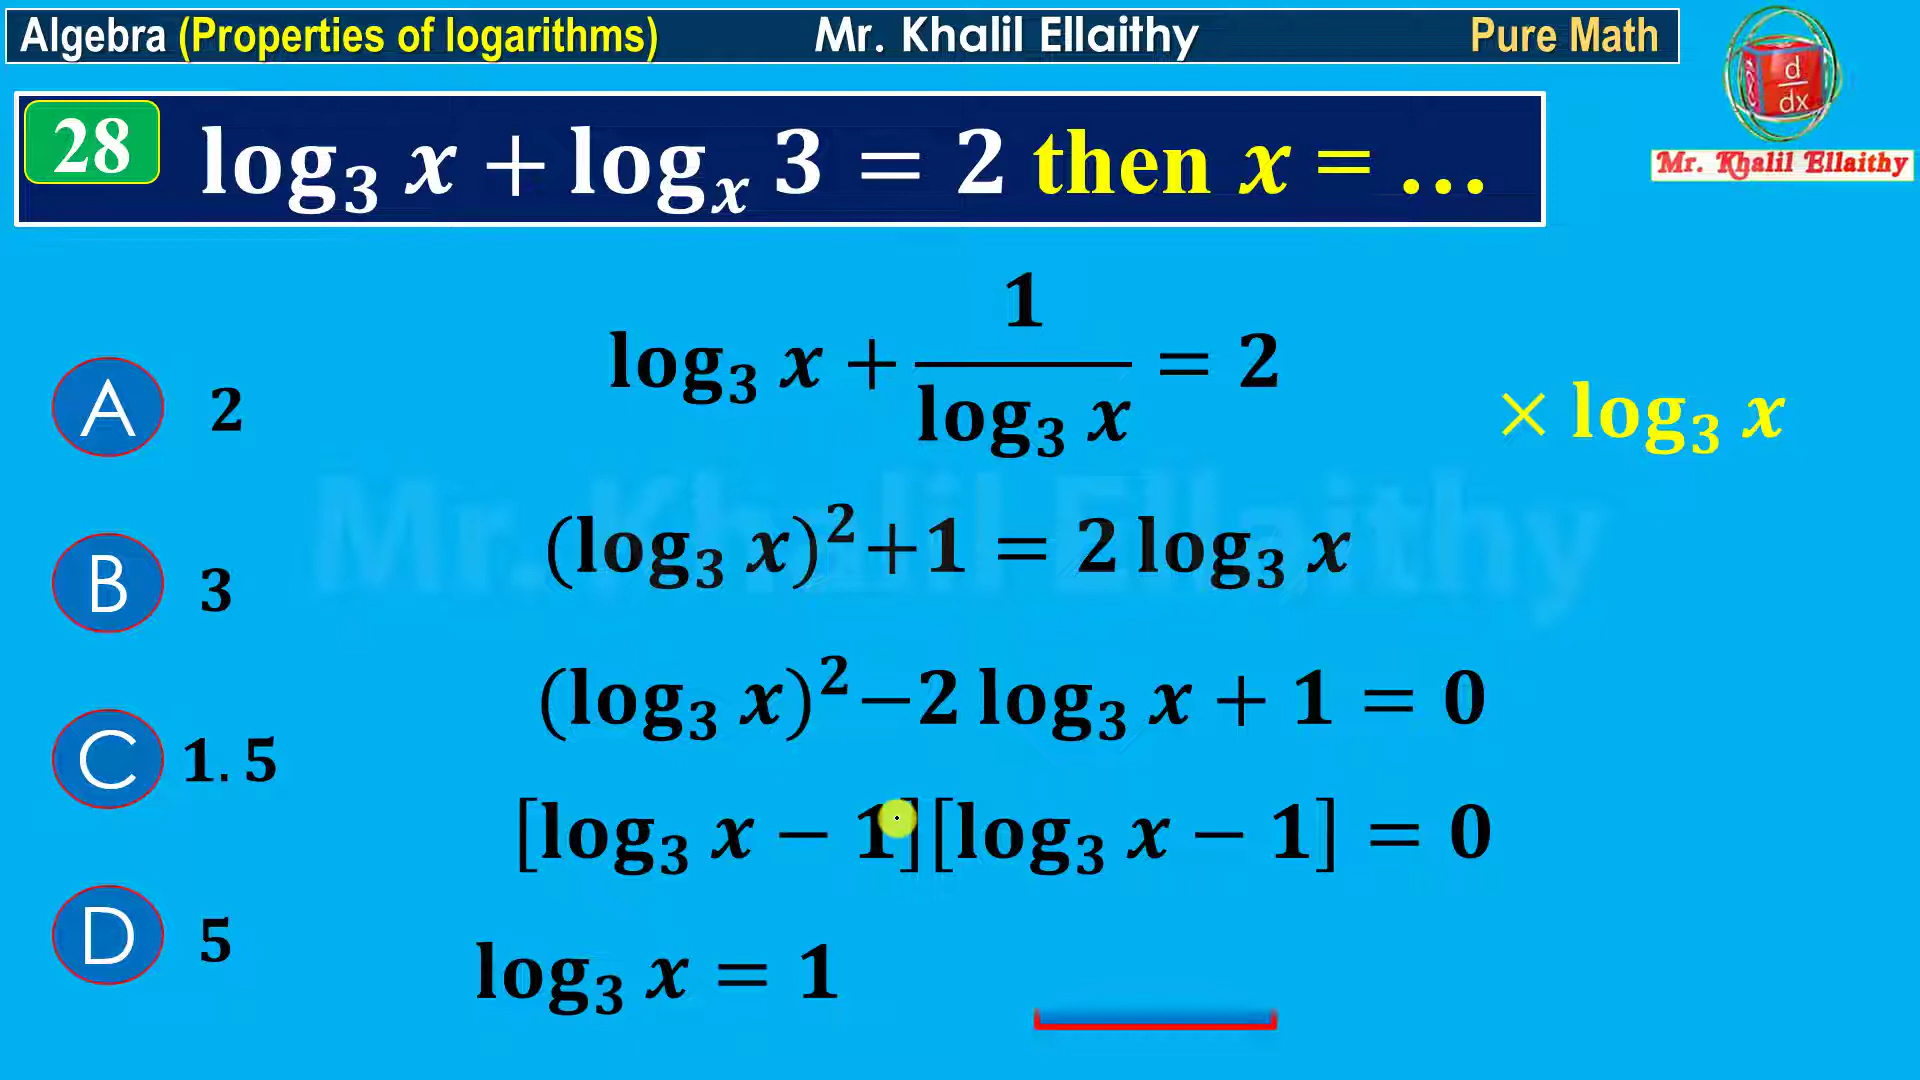 Algebra (Properties of logarithms) Mr. Khalil Ellaithy Pure Math
d
dx
Mr. Khalil Ellaithy
28 log₃ x + logₓ 3 = 2 then x = ...
log₃ x + 1/(log₃ x) = 2
× log₃ x
A 2
Mr. Khalil Ellaithy
(log₃ x)² + 1 = 2 log₃ x
B 3
(log₃ x)² − 2 log₃ x + 1 = 0
C 1.5
[log₃ x − 1][log₃ x − 1] = 0
D 5
log₃ x = 1